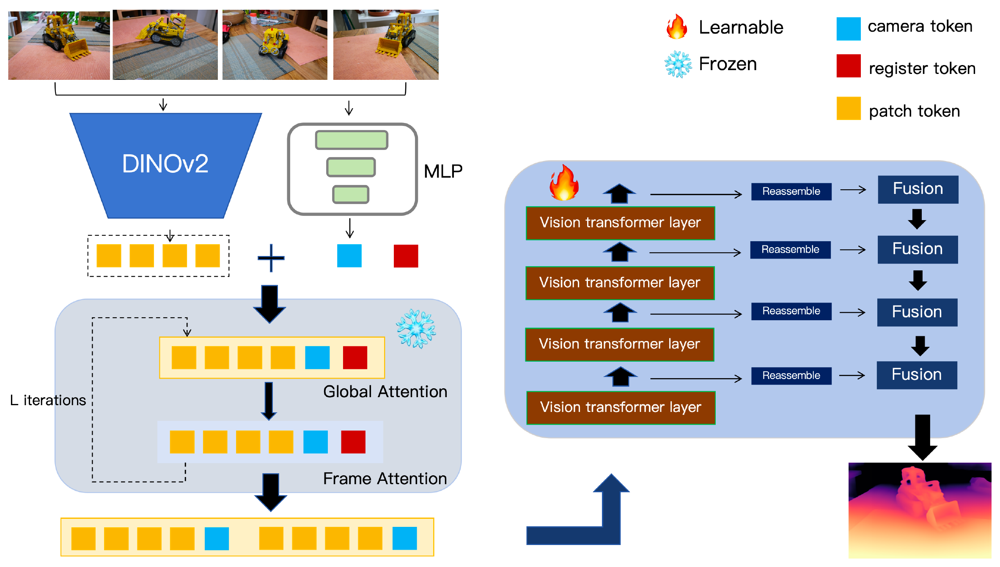 Learnable
Frozen
camera token
register token
patch token
DINOv2
MLP
L iterations
Global Attention
Frame Attention
Vision transformer layer
Reassemble
Fusion
Vision transformer layer
Reassemble
Fusion
Vision transformer layer
Reassemble
Fusion
Vision transformer layer
Reassemble
Fusion